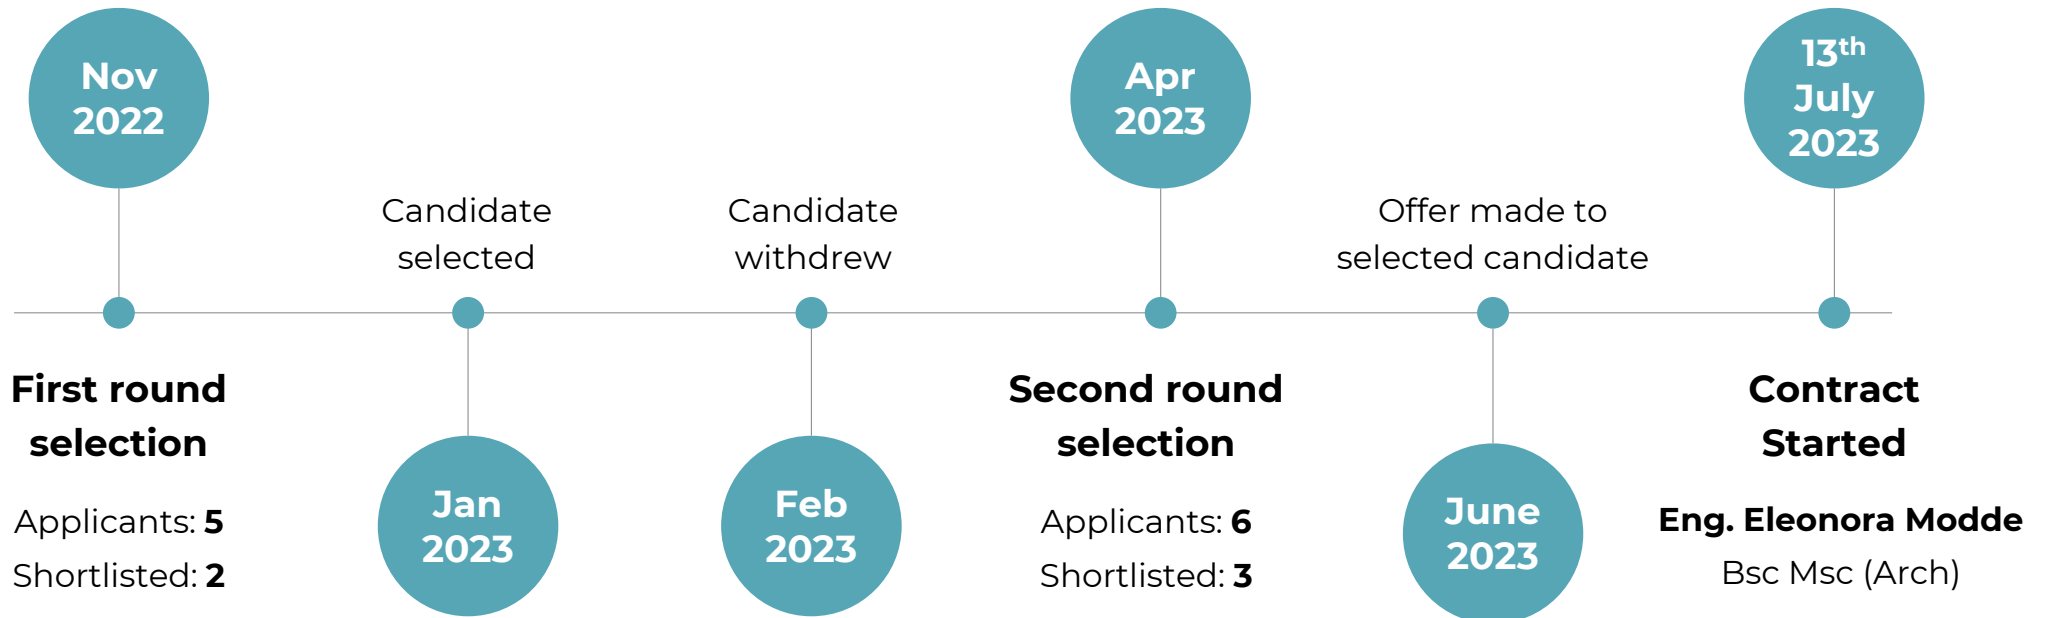 Nov
2022
First round
selection
Applicants: 5
Shortlisted: 2
Candidate
selected
Jan
2023
Candidate
withdrew
Feb
2023
Apr
2023
Second round
selection
Applicants: 6
Shortlisted: 3
Offer made to
selected candidate
June
2023
13th
July
2023
Contract
Started
Eng. Eleonora Modde
Bsc Msc (Arch)